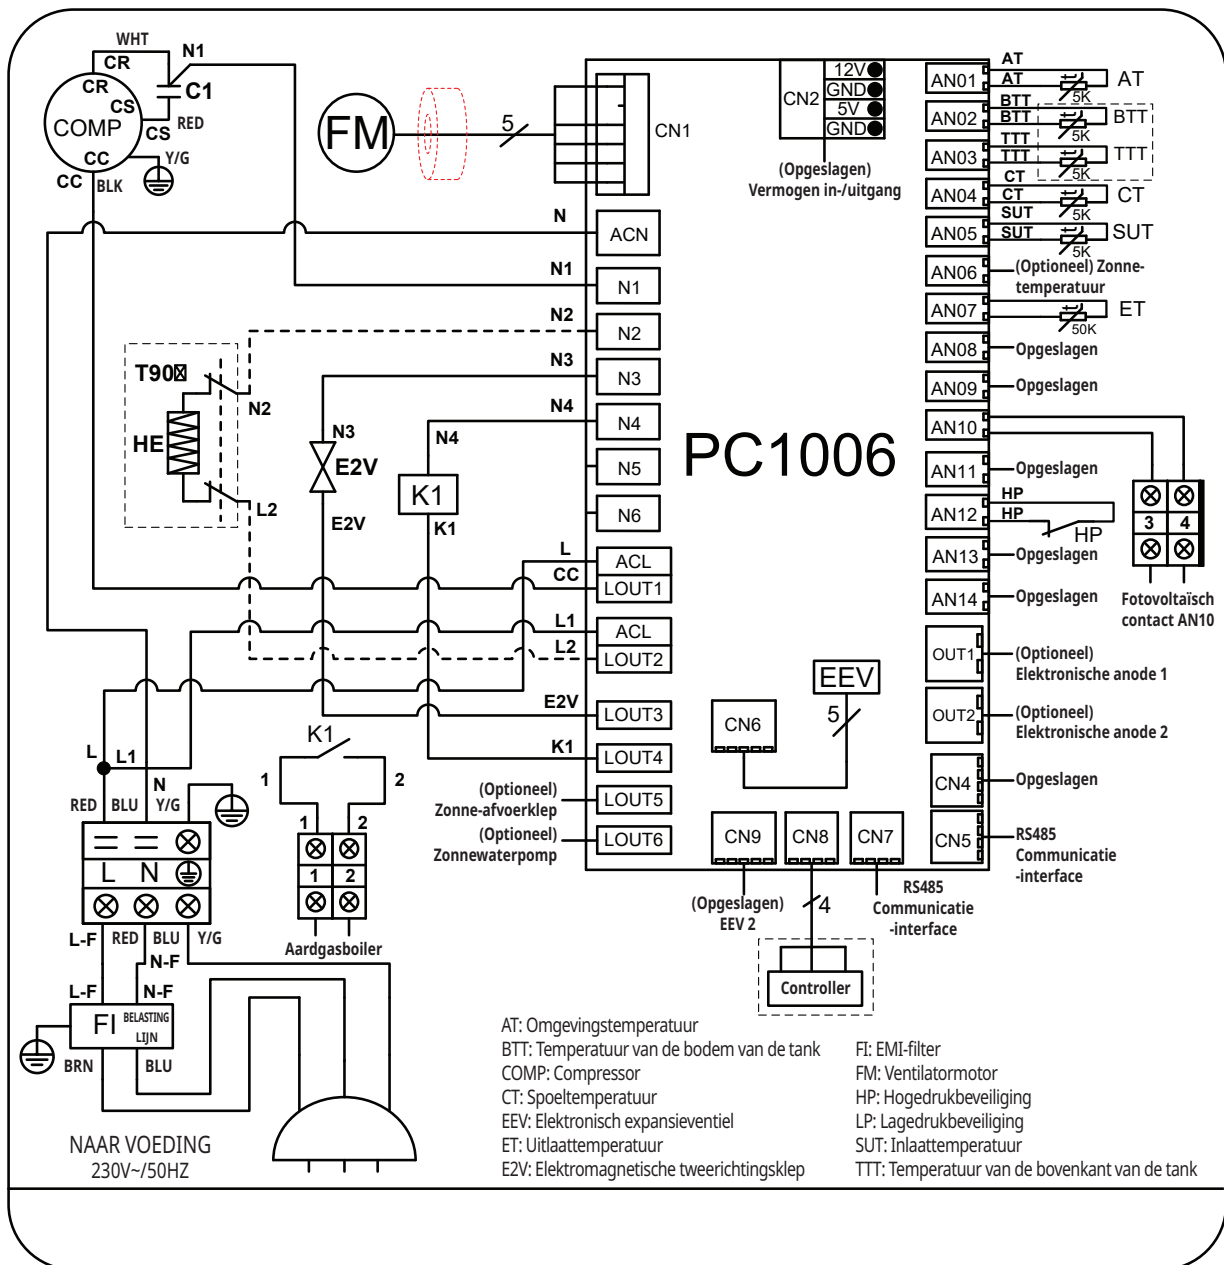 WHT
CR
N1
CR
C1
CS
COMP
CS
RED
CC
Y/G
CC
BLK
FM
5
CN1
12V
GND
5V
GND
CN2
(Opgeslagen)
Vermogen in-/uitgang
AN01
AT
AT
5K
AT
AN02
BTT
BTT
5K
BTT
AN03
TTT
TTT
5K
TTT
AN04
CT
CT
5K
CT
AN05
SUT
SUT
5K
SUT
AN06
(Optioneel) Zonne-
temperatuur
AN07
50K
ET
AN08
Opgeslagen
AN09
Opgeslagen
AN10
AN11
Opgeslagen
AN12
HP
HP
HP
AN13
Opgeslagen
AN14
Opgeslagen
3 4
Fotovoltaïsch
contact AN10
OUT1
(Optioneel)
Elektronische anode 1
OUT2
(Optioneel)
Elektronische anode 2
CN4
Opgeslagen
CN5
RS485
Communicatie
-interface
N
ACN
N1
N1
N2
N2
N3
N3
N4
N4
N5
N6
PC1006
T90
N2
HE
L2
N3
E2V
E2V
N4
K1
K1
L
ACL
CC
LOUT1
L1
ACL
L2
LOUT2
E2V
LOUT3
K1
LOUT4
(Optioneel)
Zonne-afvoerklep
LOUT5
(Optioneel)
Zonnewaterpomp
LOUT6
EEV
5
CN6
CN9
CN8
CN7
(Opgeslagen)
EEV 2
4
RS485
Communicatie
-interface
Controller
K1
1 2
1 2
1 2
Aardgasboiler
L
L1
N
RED BLU Y/G
L N
L-F RED BLU Y/G
N-F
L-F N-F
FI
BELASTING
LIJN
BRN BLU
NAAR VOEDING
230V~/50HZ
AT: Omgevingstemperatuur
BTT: Temperatuur van de bodem van de tank
COMP: Compressor
CT: Spoeltemperatuur
EEV: Elektronisch expansieventiel
ET: Uitlaattemperatuur
E2V: Elektromagnetische tweerichtingsklep
FI: EMI-filter
FM: Ventilatormotor
HP: Hogedrukbeveiliging
LP: Lagedrukbeveiliging
SUT: Inlaattemperatuur
TTT: Temperatuur van de bovenkant van de tank